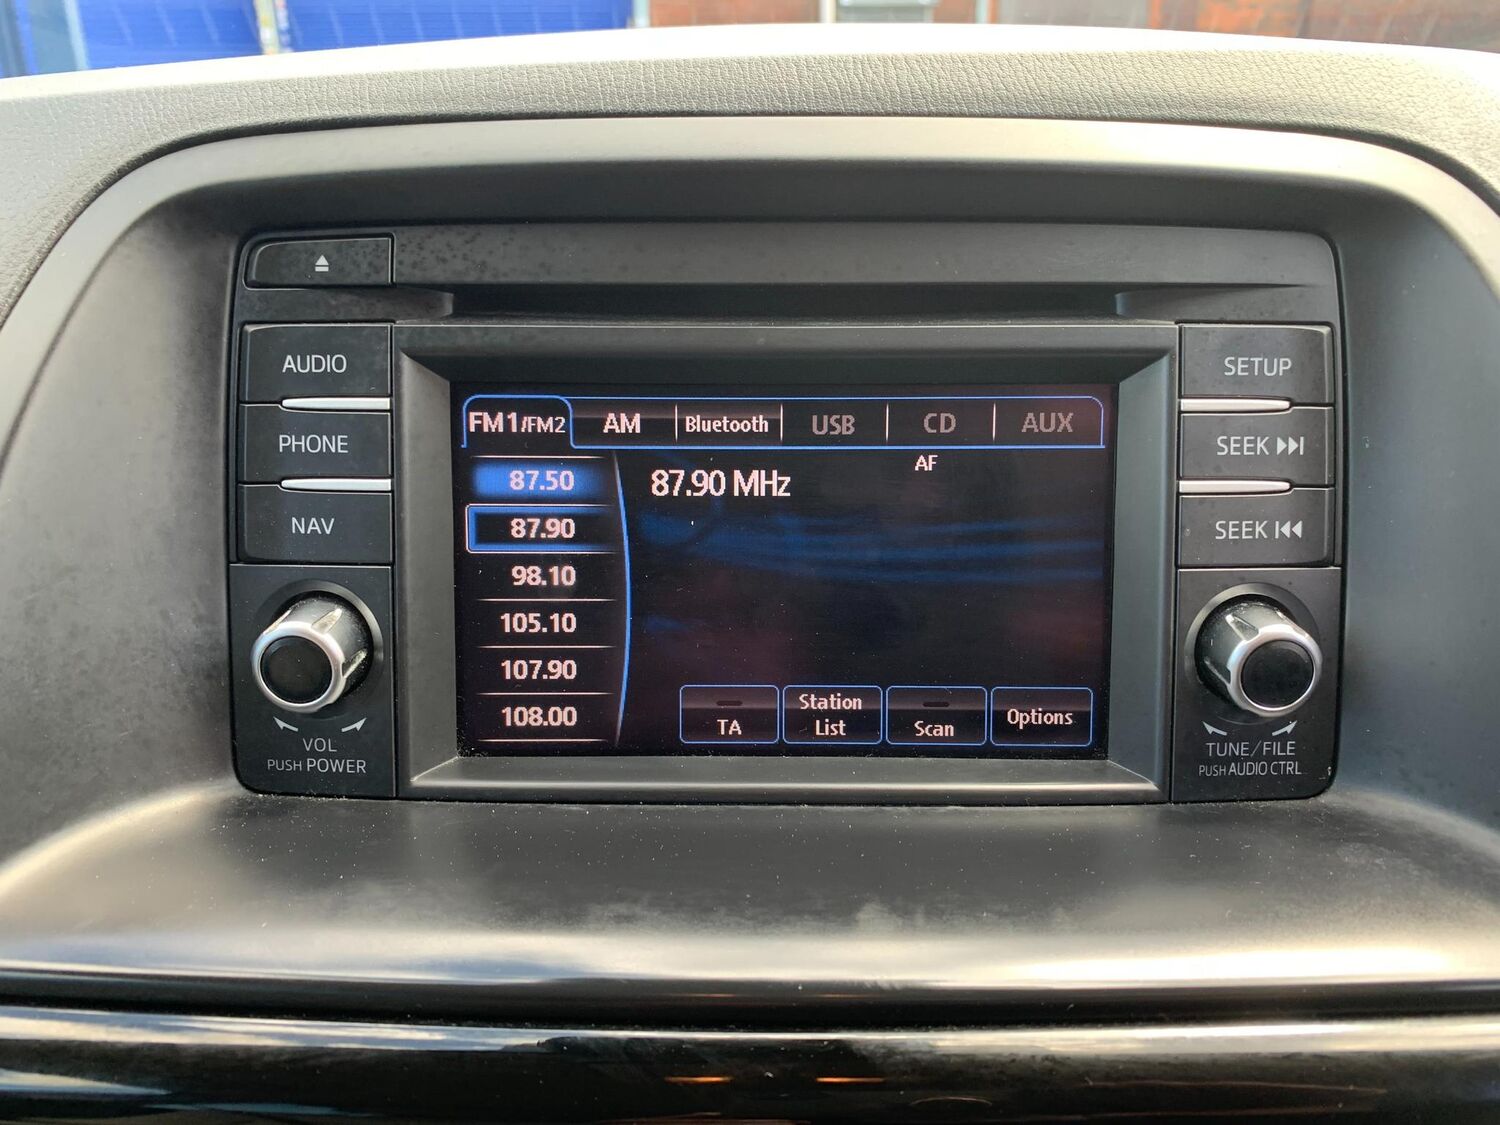 AUDIO
PHONE
NAV
VOL
PUSH POWER
FM1/FM2 AM Bluetooth USB CD AUX
AF
87.90 MHz
87.50
87.90
98.10
105.10
107.90
108.00
TA
Station
List
Scan
Options
SETUP
SEEK
SEEK
TUNE/FILE
PUSH AUDIO CTRL